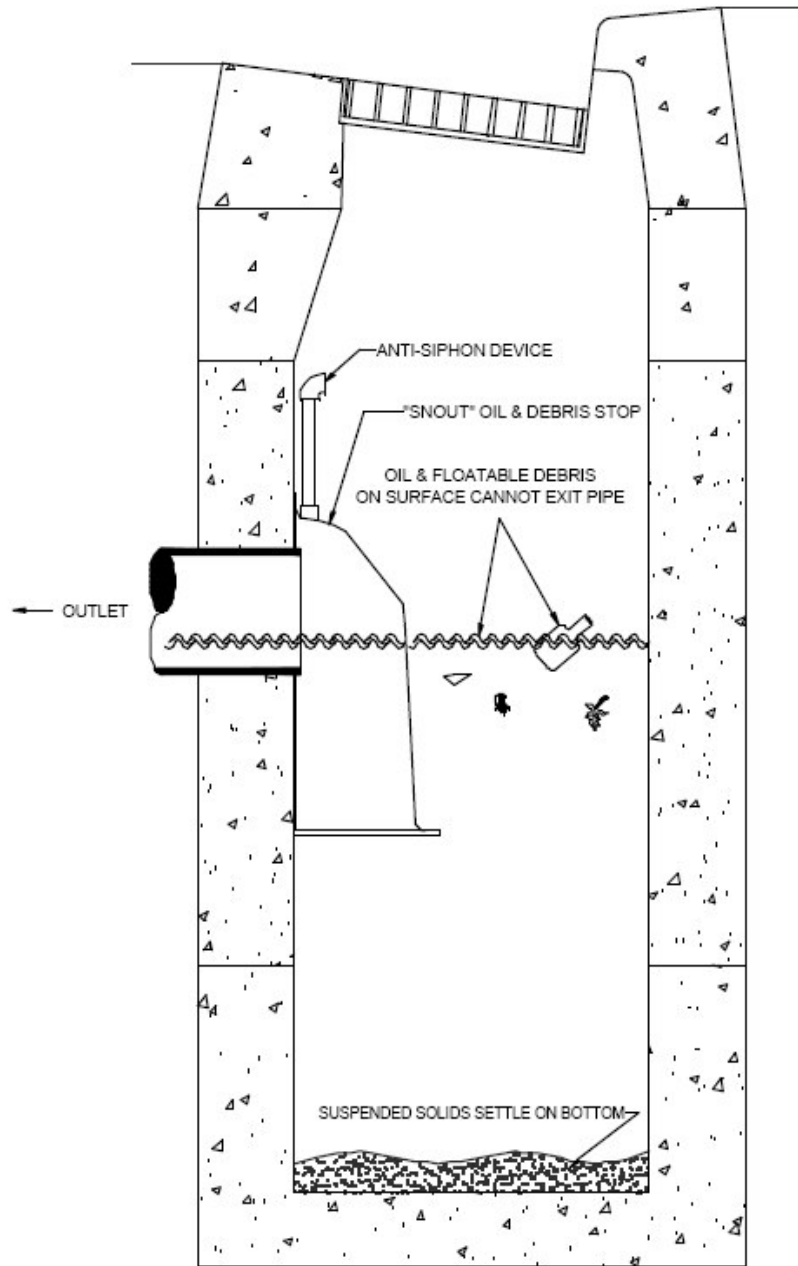 ANTI-SIPHON DEVICE
"SNOUT" OIL & DEBRIS STOP
OIL & FLOATABLE DEBRIS
ON SURFACE CANNOT EXIT PIPE
OUTLET
SUSPENDED SOLIDS SETTLE ON BOTTOM